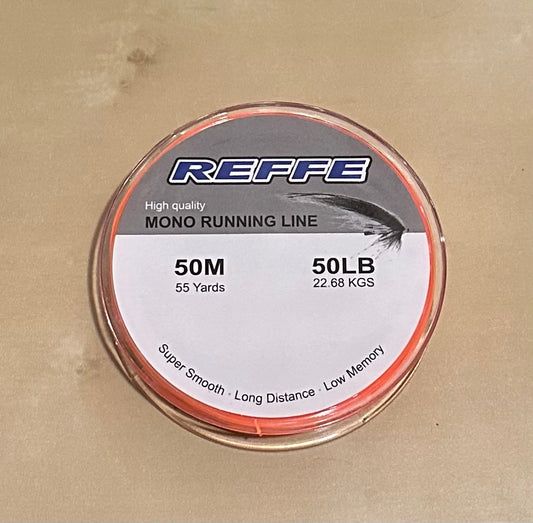 REFFE
High quality
MONO RUNNING LINE
50M
55 Yards
50LB
22.68 KGS
Super Smooth · Long Distance · Low Memory